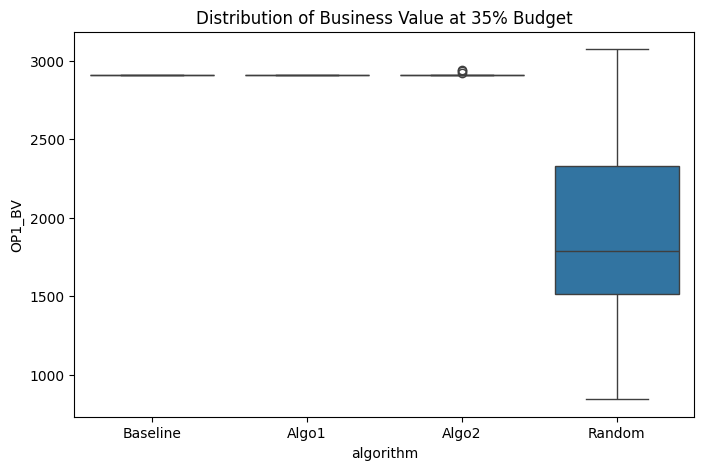 Distribution of Business Value at 35% Budget
OP1_BV
3000
2500
2000
1500
1000
Baseline
Algo1
Algo2
Random
algorithm